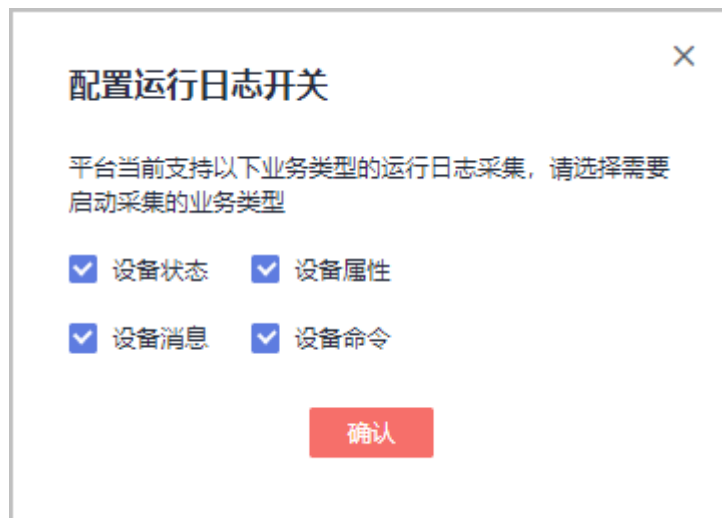 配置运行日志开关
平台当前支持以下业务类型的运行日志采集，请选择需要
启动采集的业务类型
设备状态 设备属性
设备消息 设备命令
确认